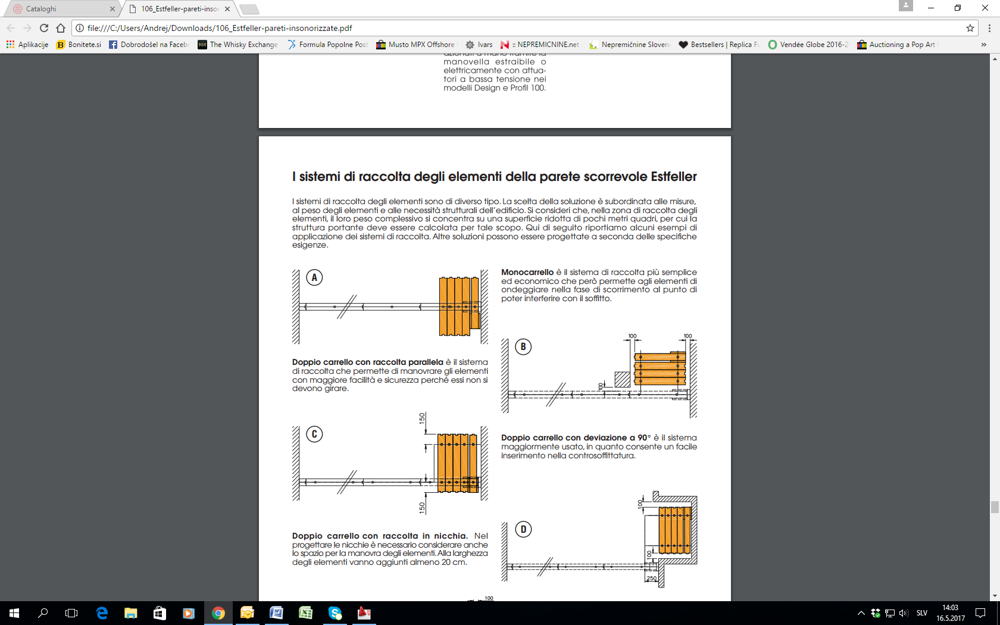 Cataloghi
106_Estfeller-pareti-inson
file:///C:/Users/Andrej/Downloads/106_Estfeller-pareti-insonorizzate.pdf
Aplikacije
Bonitete.si
Dobrodošel na Faceb
The Whisky Exchange
Formula Popolne Post
Musto MPX Offshore
Ivars
:: NEPREMICNINE.net
Nepremičnine Sloveni
Bestsellers | Replica Fu
Vendée Globe 2016-2
Auctioning a Pop Art
»
azionati a mano tramite la
manovella estraibile o
elettricamente con attua-
tori a bassa tensione nei
modelli Design e Profil 100.
I sistemi di raccolta degli elementi della parete scorrevole Estfeller
I sistemi di raccolta degli elementi sono di diverso tipo. La scelta della soluzione è subordinata alle misure,
al peso degli elementi e alle necessità strutturali dell'edificio. Si consideri che, nella zona di raccolta degli
elementi, il loro peso complessivo si concentra su una superficie ridotta di pochi metri quadri, per cui la
struttura portante deve essere calcolata per tale scopo. Qui di seguito riportiamo alcuni esempi di
applicazione dei sistemi di raccolta. Altre soluzioni possono essere progettate a seconda delle specifiche
esigenze.
A
Monocarrello è il sistema di raccolta più semplice
ed economico che però permette agli elementi di
ondeggiare nella fase di scorrimento al punto di
poter interferire con il soffitto.
B
100
100
100
Doppio carrello con raccolta parallela è il sistema
di raccolta che permette di manovrare gli elementi
con maggiore facilità e sicurezza perché essi non si
devono girare.
C
150
150
Doppio carrello con deviazione a 90° è il sistema
maggiormente usato, in quanto consente un facile
inserimento nella controsoffittatura.
D
100
100
250
Doppio carrello con raccolta in nicchia. Nel
progettare le nicchie è necessario considerare anche
lo spazio per la manovra degli elementi. Alla larghezza
degli elementi vanno aggiunti almeno 20 cm.
100
SLV
14:03
16.5.2017